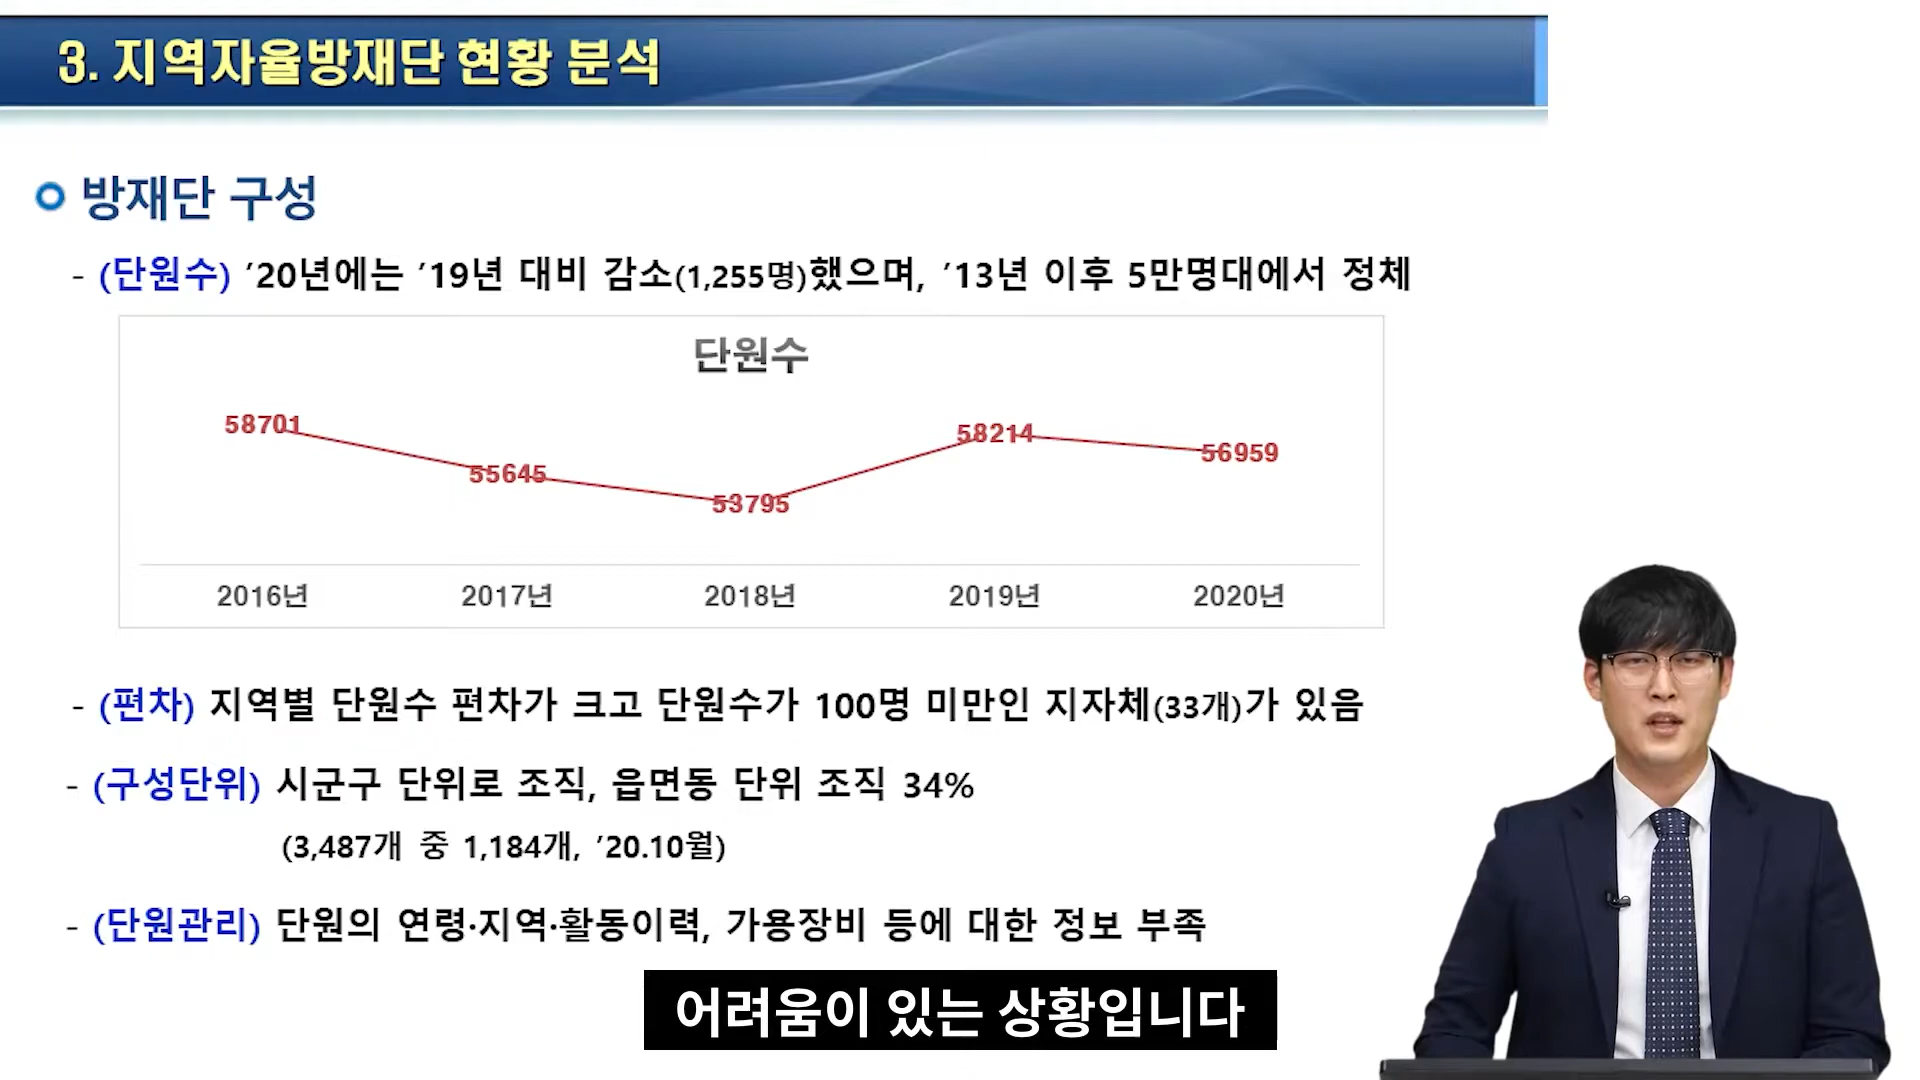 3. 지역자율방재단 현황 분석
방재단 구성
- (단원수) ’20년에는 ’19년 대비 감소(1,255명)했으며, ’13년 이후 5만명대에서 정체
단원수
58701
55645
53795
58214
56959
2016년 2017년 2018년 2019년 2020년
- (편차) 지역별 단원수 편차가 크고 단원수가 100명 미만인 지자체(33개)가 있음
- (구성단위) 시군구 단위로 조직, 읍면동 단위 조직 34%
(3,487개 중 1,184개, ’20.10월)
- (단원관리) 단원의 연령·지역·활동이력, 가용장비 등에 대한 정보 부족
어려움이 있는 상황입니다